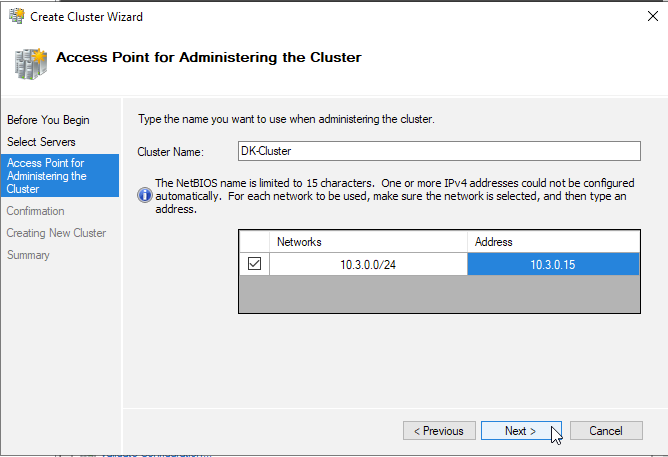 Create Cluster Wizard
Access Point for Administering the Cluster
Before You Begin
Select Servers
Access Point for
Administering the
Cluster
Confirmation
Creating New Cluster
Summary
Type the name you want to use when administering the cluster.
Cluster Name:
DK-Cluster
The NetBIOS name is limited to 15 characters.  One or more IPv4 addresses could not be configured
automatically.  For each network to be used, make sure the network is selected, and then type an
address.
Networks Address
10.3.0.0/24 10.3.0.15
< Previous Next > Cancel